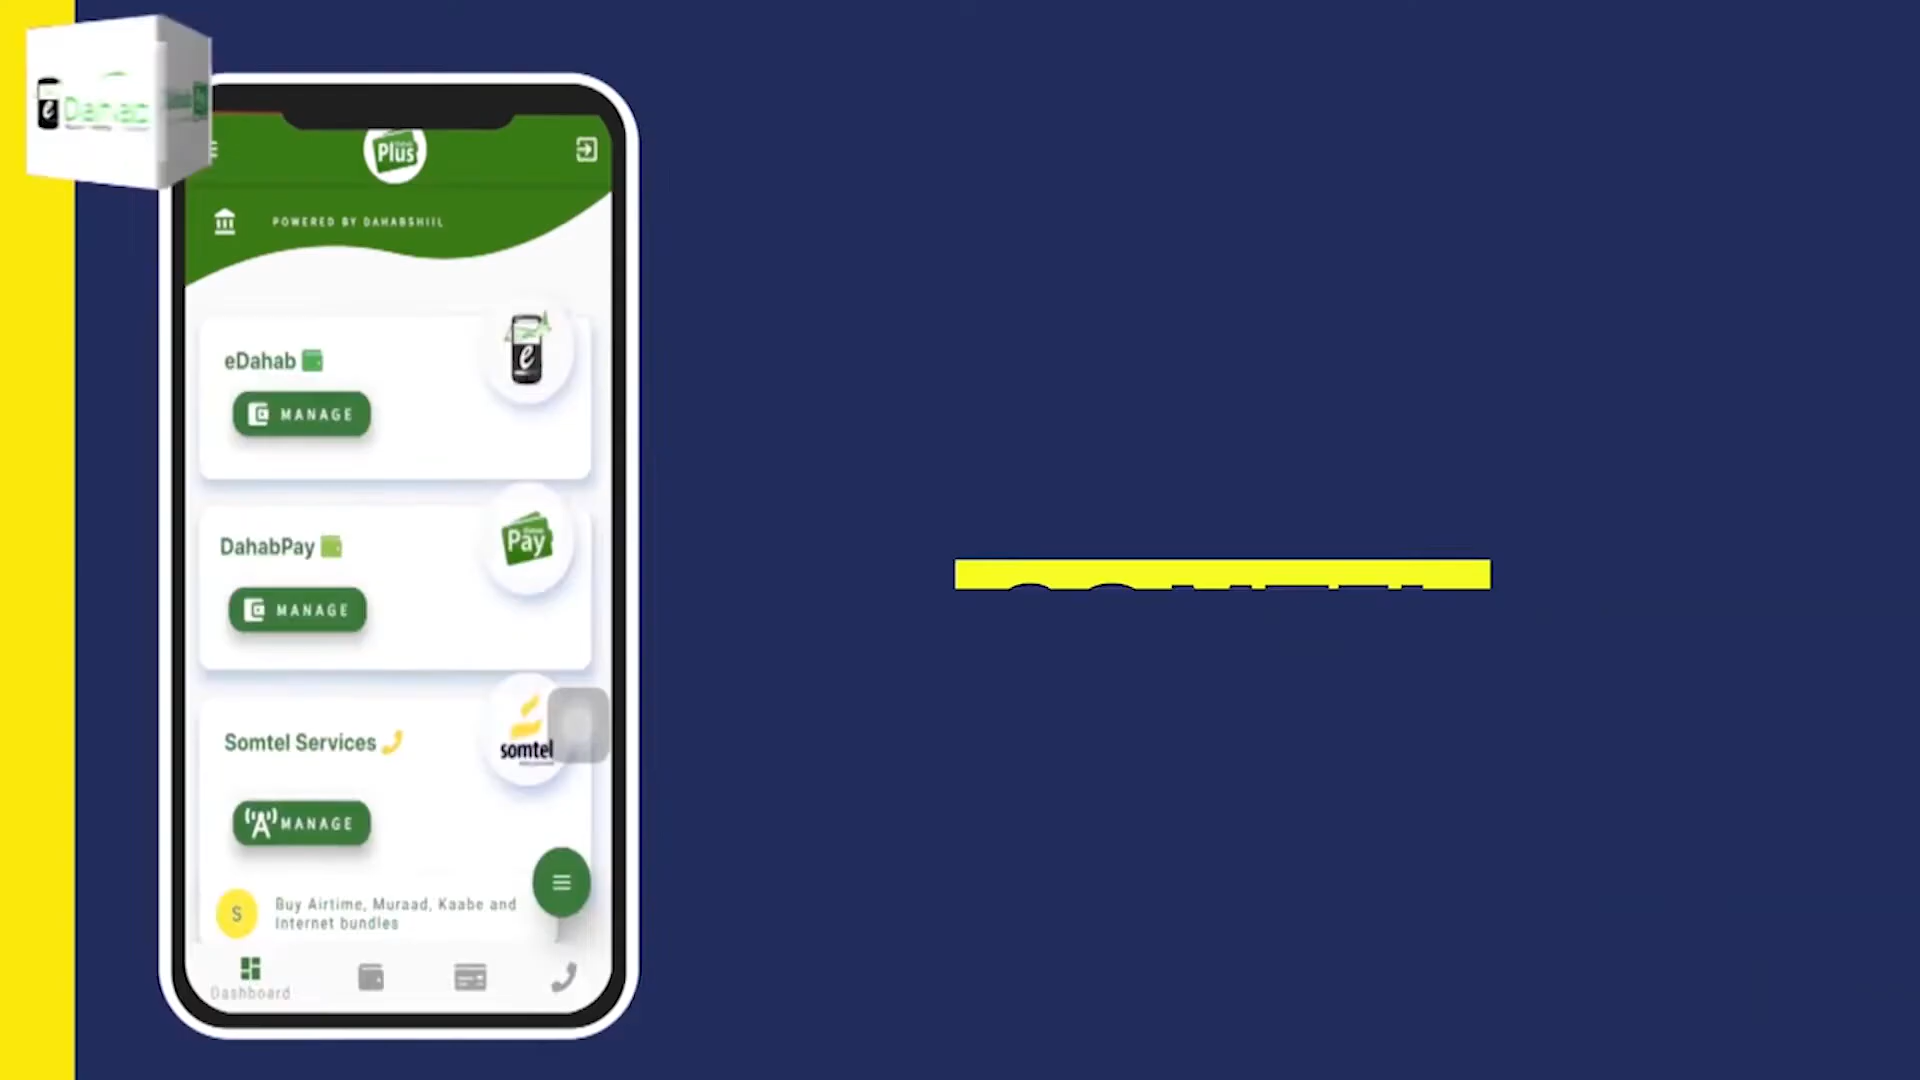 e
Plus
POWERED BY DAHABSHIIL
eDahab
e
MANAGE
DahabPay
Pay
MANAGE
Somtel Services
somtel
MANAGE
S
Buy Airtime, Muraad, Kaabe and
Internet bundles
Dashboard